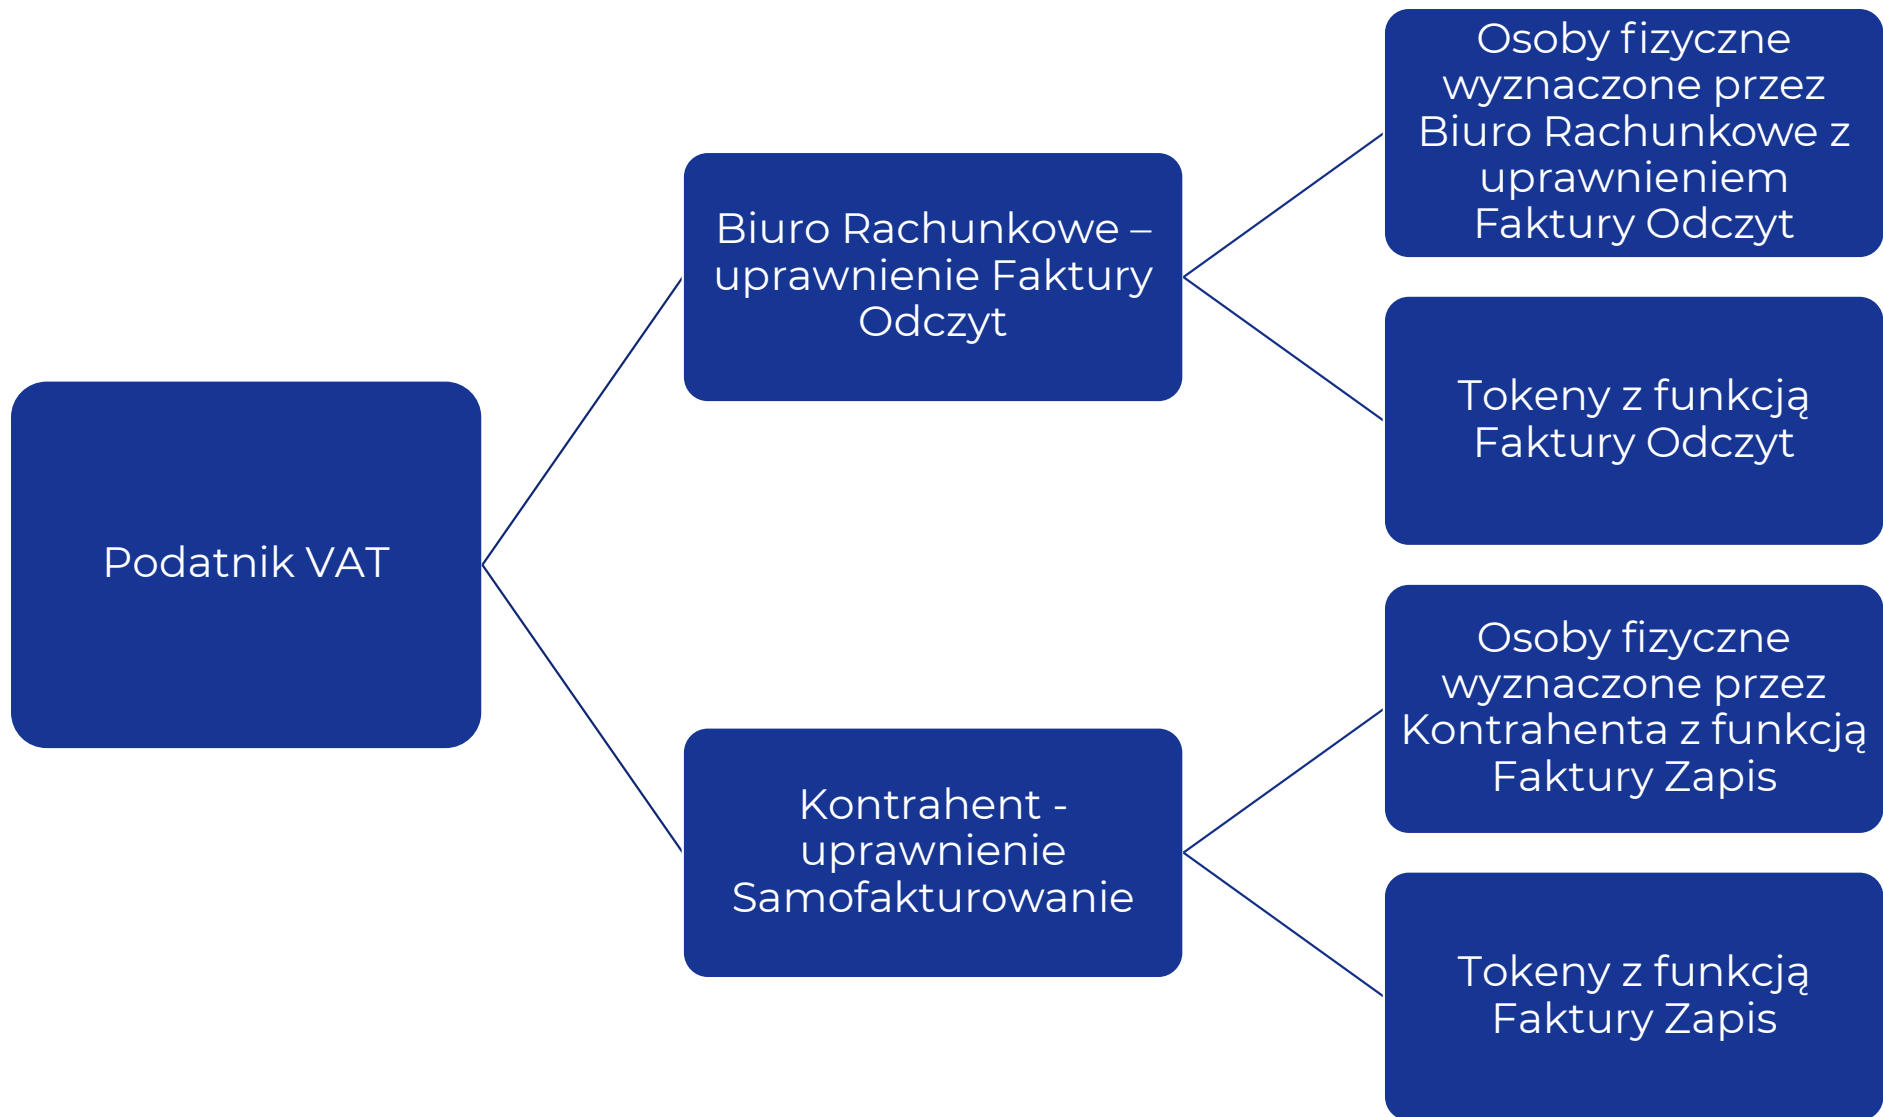 Podatnik VAT
Biuro Rachunkowe –
uprawnienie Faktury
Odczyt
Osoby fizyczne
wyznaczone przez
Biuro Rachunkowe z
uprawnieniem
Faktury Odczyt
Tokeny z funkcją
Faktury Odczyt
Kontrahent -
uprawnienie
Samofakturowanie
Osoby fizyczne
wyznaczone przez
Kontrahenta z funkcją
Faktury Zapis
Tokeny z funkcją
Faktury Zapis